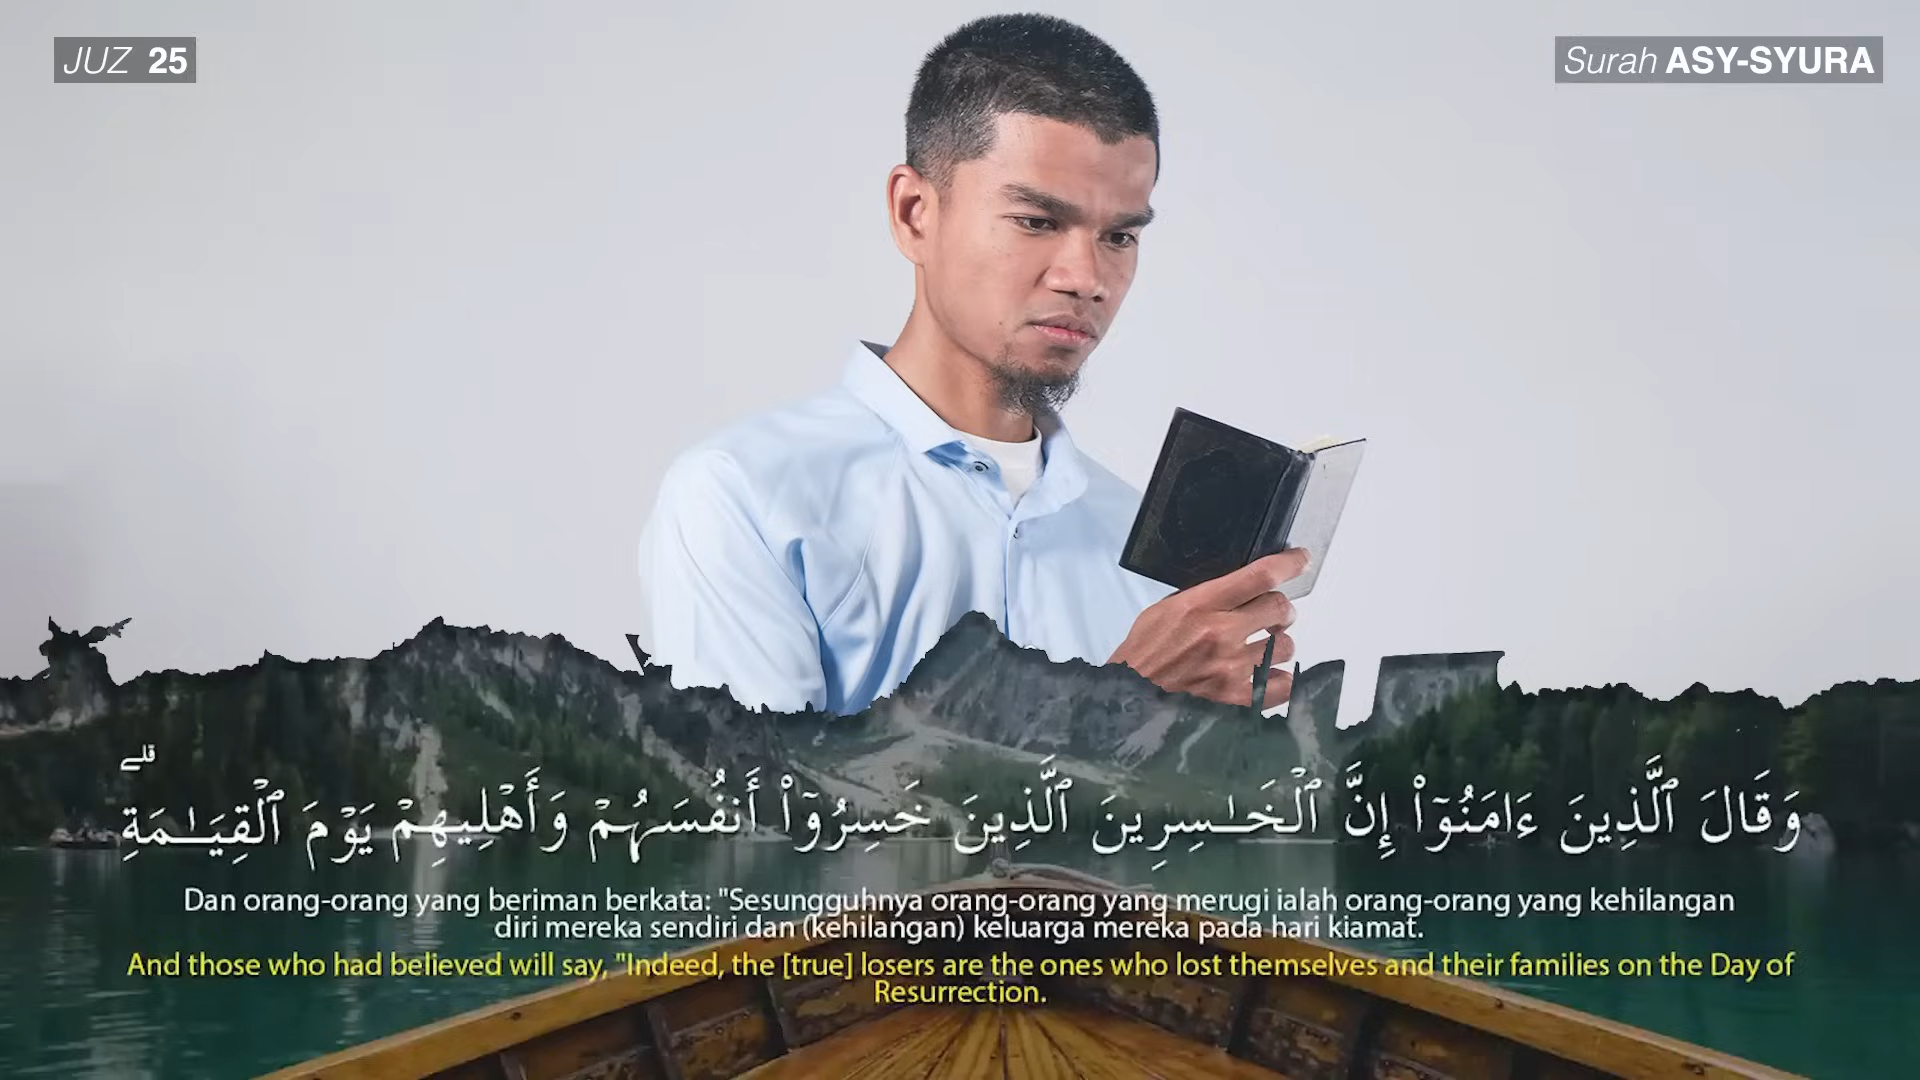 JUZ 25
Surah ASY-SYURA
وَقَالَ ٱلَّذِينَ ءَامَنُوٓا۟ إِنَّ ٱلْخَـٰسِرِينَ ٱلَّذِينَ خَسِرُوٓا۟ أَنفُسَهُمْ وَأَهْلِيهِمْ يَوْمَ ٱلْقِيَـٰمَةِ ۗ
Dan orang-orang yang beriman berkata: "Sesungguhnya orang-orang yang merugi ialah orang-orang yang kehilangan
diri mereka sendiri dan (kehilangan) keluarga mereka pada hari kiamat.
And those who had believed will say, "Indeed, the [true] losers are the ones who lost themselves and their families on the Day of
Resurrection.